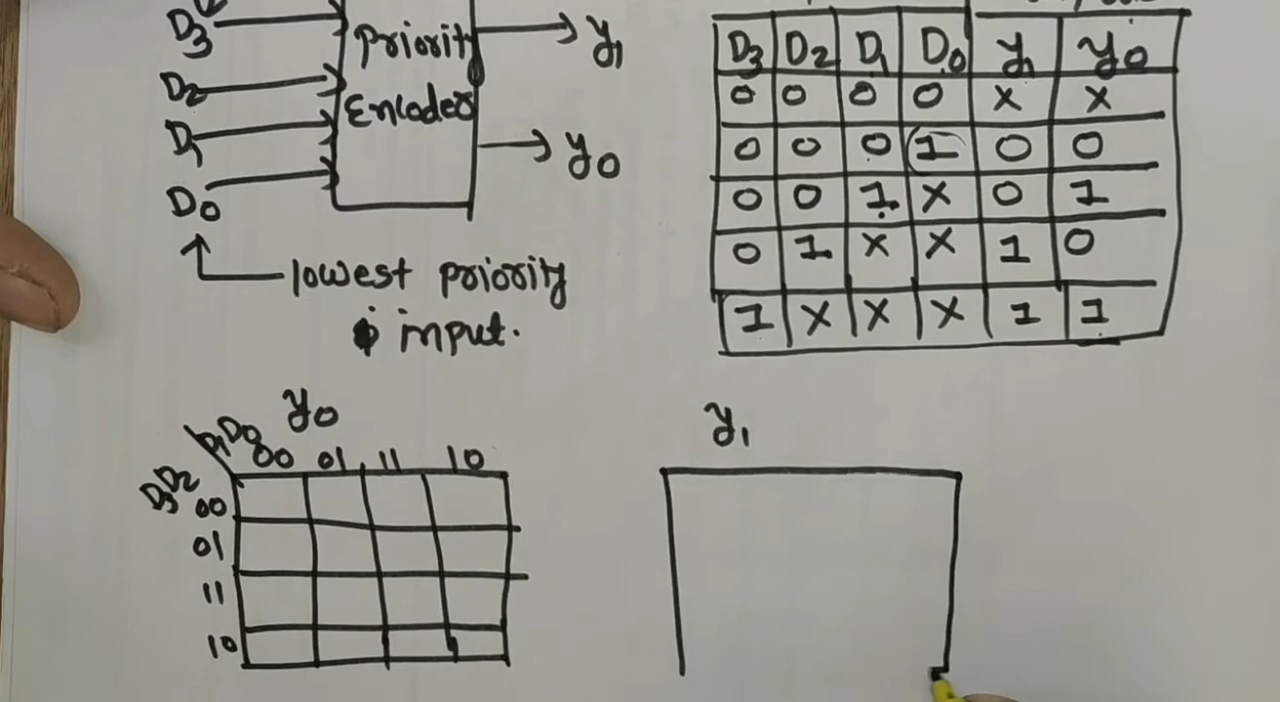 D3
Priority
Y1
D2
Encoder
D1
Y0
D0
lowest priority
input.
D3 D2 D1 D0 Y1 Y0
0 0 0 0 X X
0 0 0 1 0 0
0 0 1 X 0 1
0 1 X X 1 0
1 X X X 1 1
Y0
D1D0
00 01 11 10
D3D2
00
01
11
10
Y1